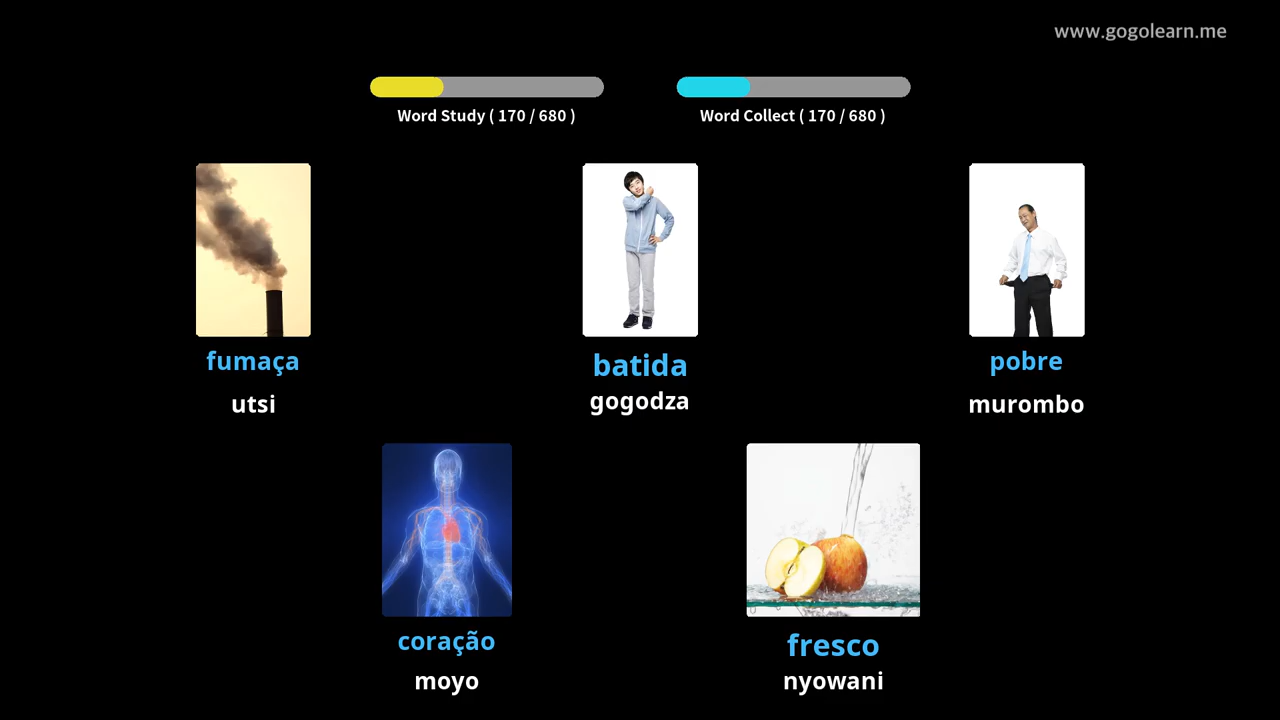 www.gogolearn.me
Word Study ( 170 / 680 )
Word Collect ( 170 / 680 )
fumaça
utsi
batida
gogodza
pobre
murombo
coração
moyo
fresco
nyowani